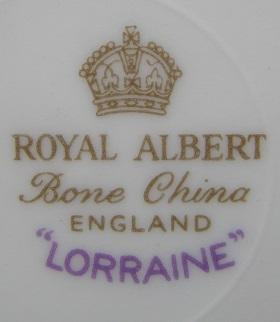 ROYAL ALBERT
Bone China
ENGLAND
"LORRAINE"